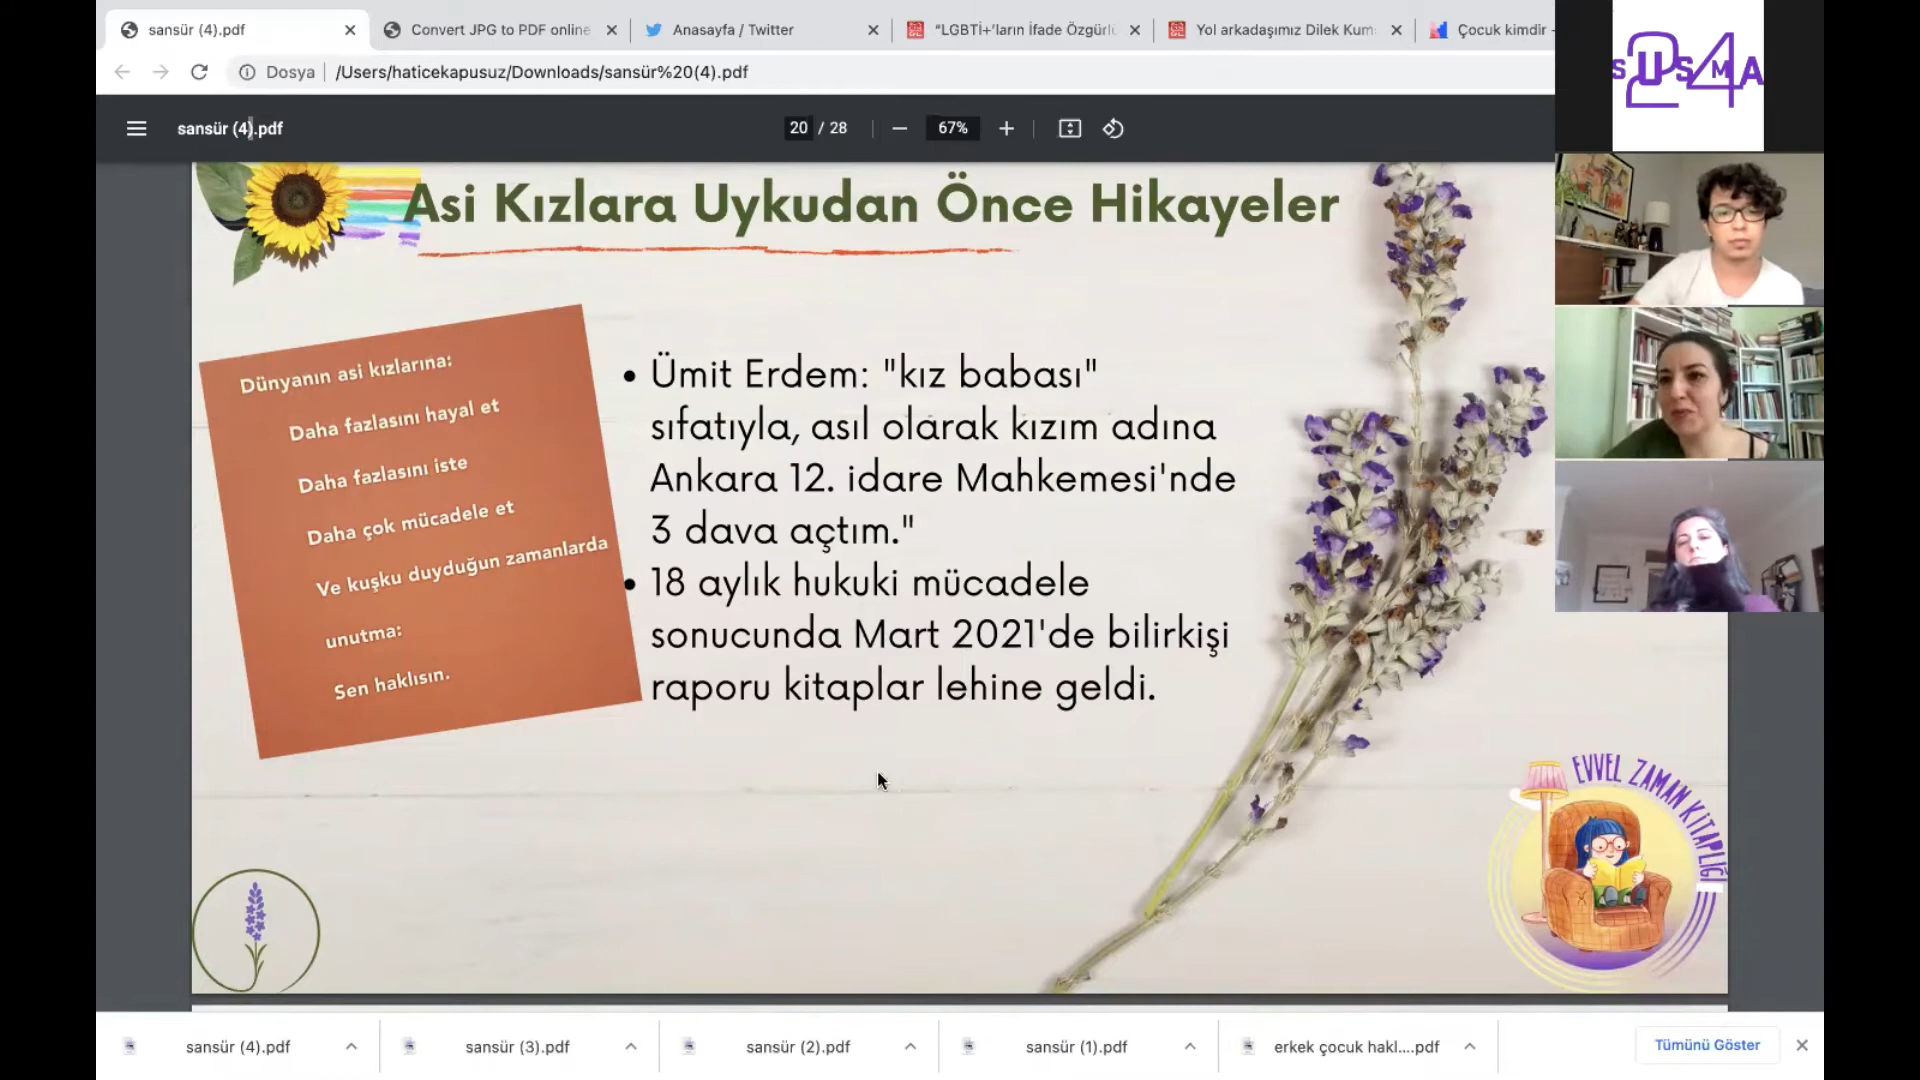 sansür (4).pdf
Convert JPG to PDF online
Anasayfa / Twitter
“LGBTİ+’ların İfade Özgürlü
Yol arkadaşımız Dilek Kum
Çocuk kimdir -
Dosya
/Users/haticekapusuz/Downloads/sansür%20(4).pdf
sansür (4).pdf
20 / 28
67%
SUSMA
24
Asi Kızlara Uykudan Önce Hikayeler
Dünyanın asi kızlarına:
Daha fazlasını hayal et
Daha fazlasını iste
Daha çok mücadele et
Ve kuşku duyduğun zamanlarda
unutma:
Sen haklısın.
• Ümit Erdem: "kız babası"
sıfatıyla, asıl olarak kızım adına
Ankara 12. idare Mahkemesi'nde
3 dava açtım."
• 18 aylık hukuki mücadele
sonucunda Mart 2021'de bilirkişi
raporu kitaplar lehine geldi.
EVVEL ZAMAN KİTAPLIĞI
sansür (4).pdf
sansür (3).pdf
sansür (2).pdf
sansür (1).pdf
erkek çocuk hakl....pdf
Tümünü Göster